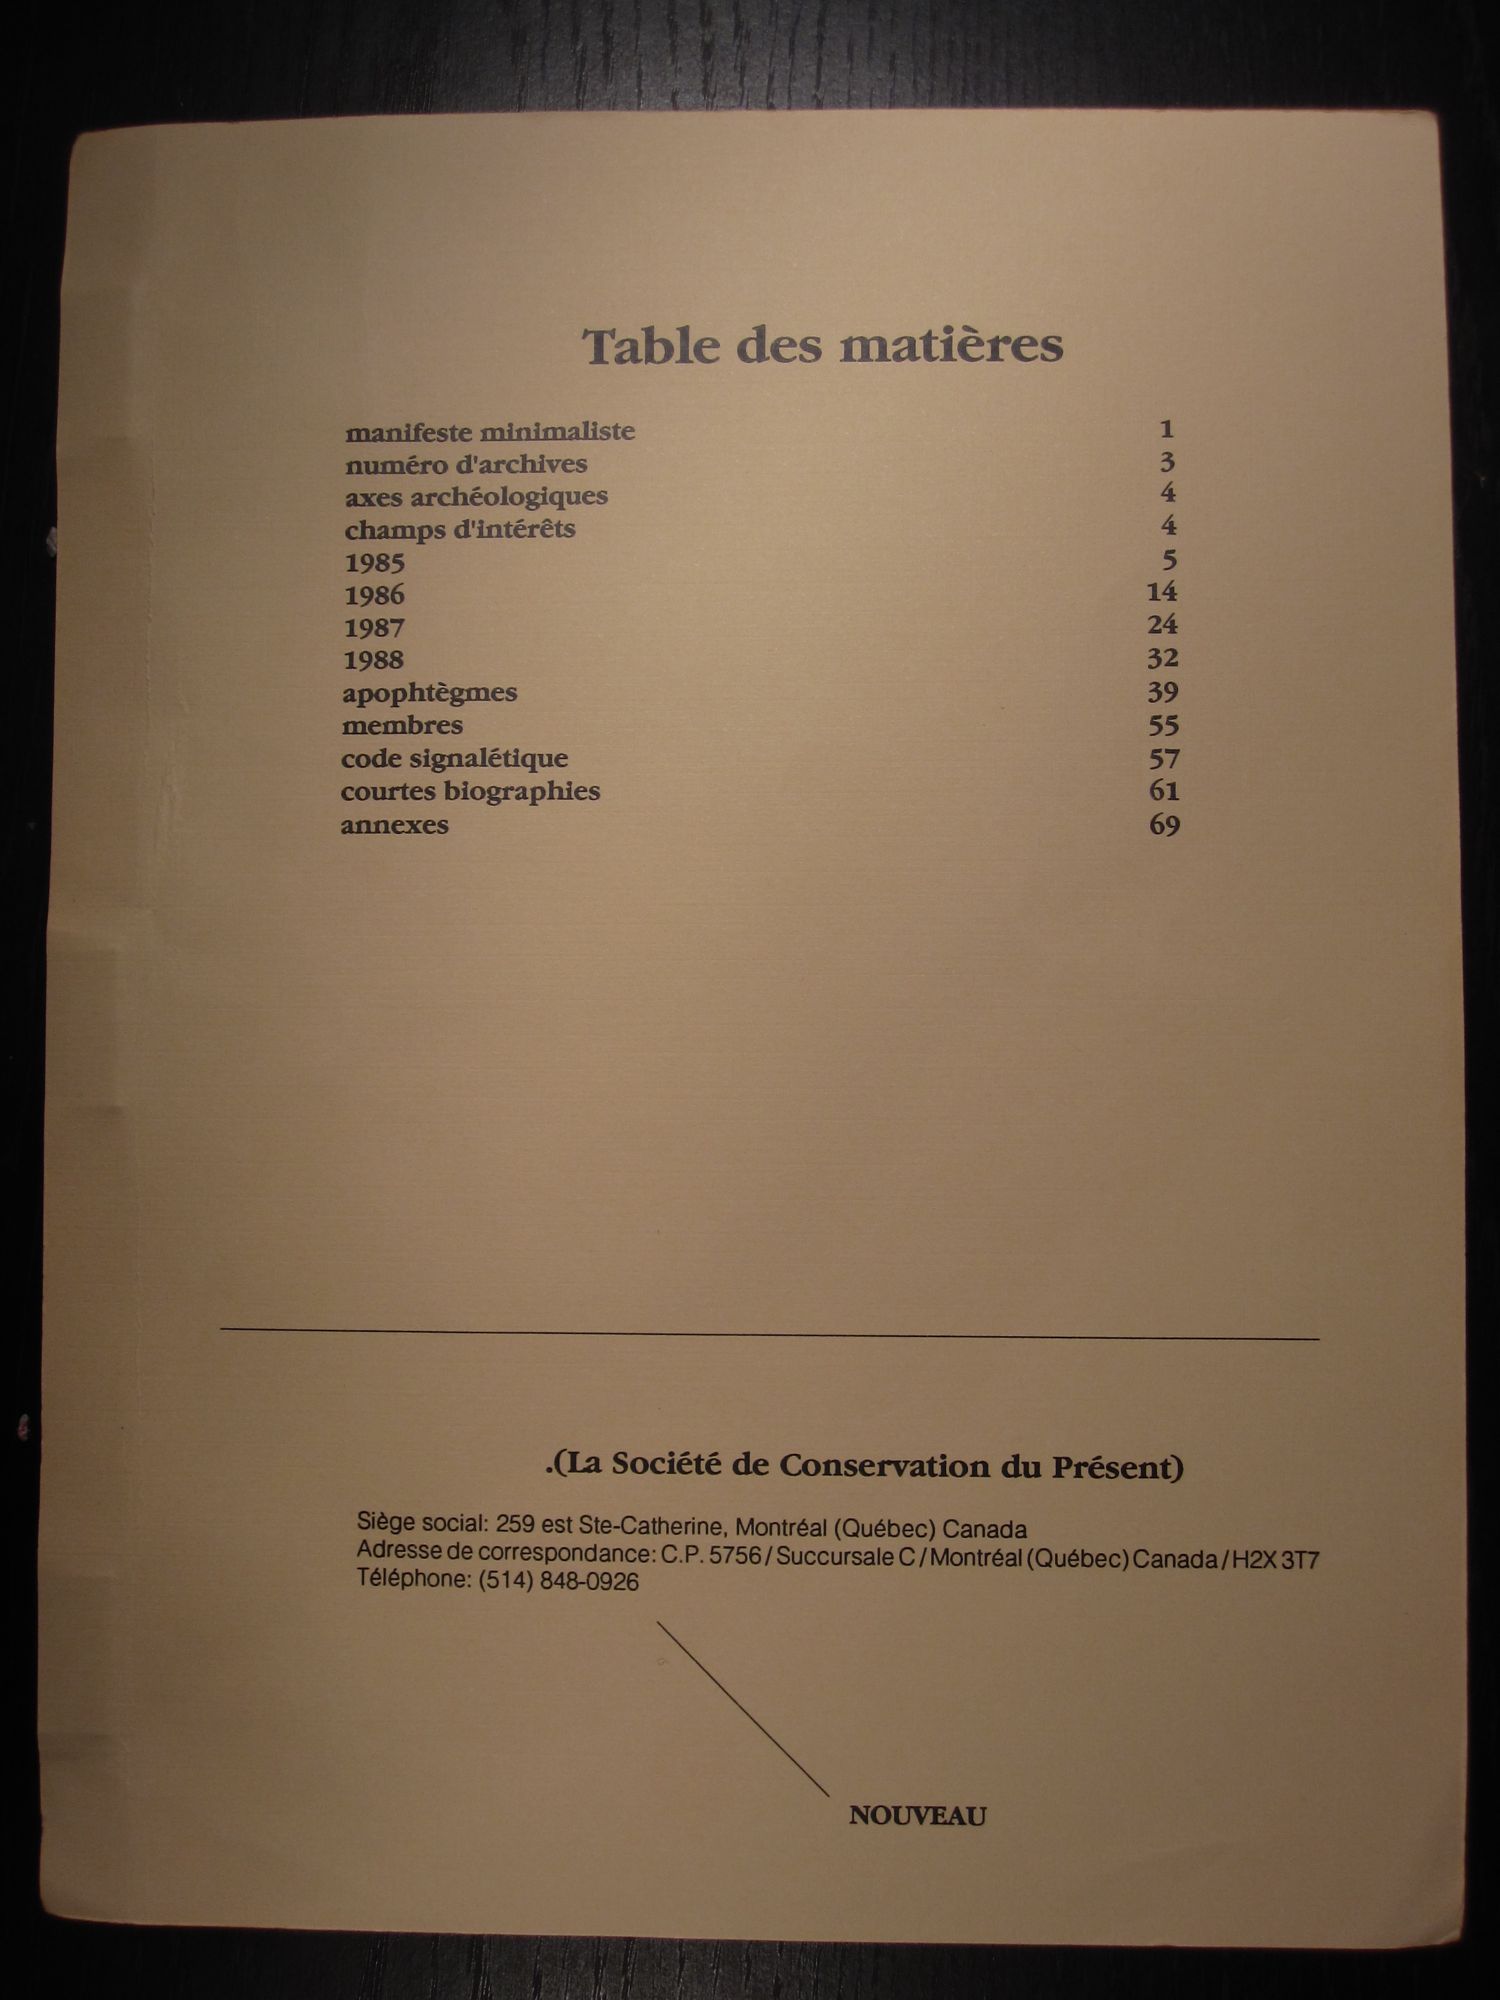 Table des matières
manifeste minimaliste 1
numéro d'archives 3
axes archéologiques 4
champs d'intérêts 4
1985 5
1986 14
1987 24
1988 32
apophtègmes 39
membres 55
code signalétique 57
courtes biographies 61
annexes 69
.(La Société de Conservation du Présent)
Siège social: 259 est Ste-Catherine, Montréal (Québec) Canada
Adresse de correspondance: C.P. 5756 / Succursale C / Montréal (Québec) Canada / H2X 3T7
Téléphone: (514) 848-0926
NOUVEAU